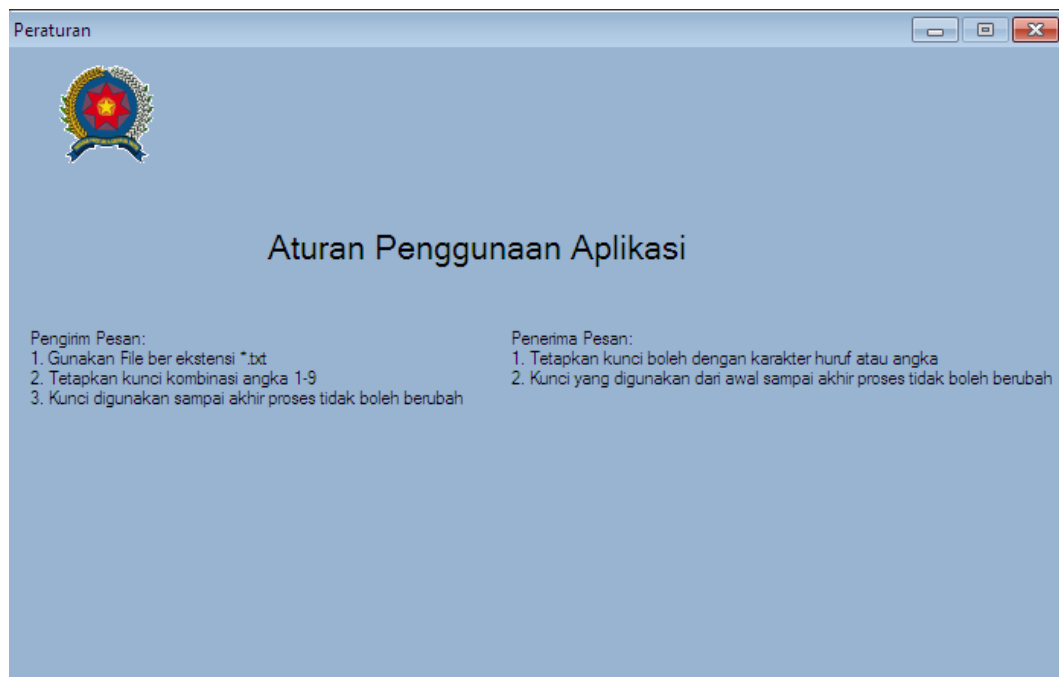 Peraturan
Aturan Penggunaan Aplikasi
Pengirim Pesan:
1. Gunakan File ber ekstensi *.txt
2. Tetapkan kunci kombinasi angka 1-9
3. Kunci digunakan sampai akhir proses tidak boleh berubah
Penerima Pesan:
1. Tetapkan kunci boleh dengan karakter huruf atau angka
2. Kunci yang digunakan dari awal sampai akhir proses tidak boleh berubah